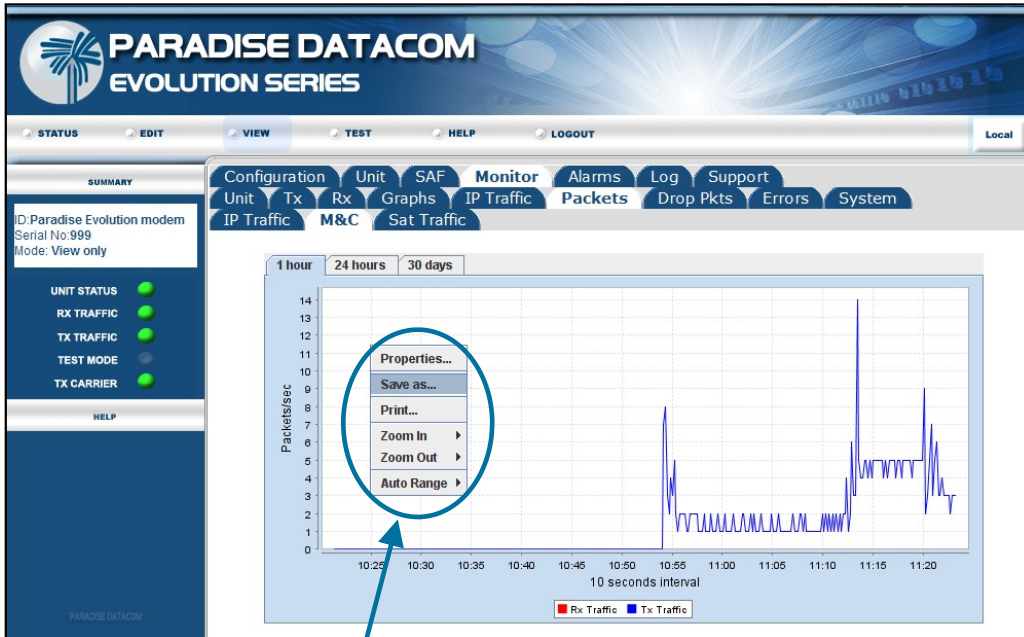 PARADISE DATACOM
EVOLUTION SERIES
STATUS EDIT VIEW TEST HELP LOGOUT Local
SUMMARY
ID:Paradise Evolution modem
Serial No:999
Mode: View only
UNIT STATUS
RX TRAFFIC
TX TRAFFIC
TEST MODE
TX CARRIER
HELP
PARADISE DATACOM
Configuration Unit SAF Monitor Alarms Log Support
Unit Tx Rx Graphs IP Traffic Packets Drop Pkts Errors System
IP Traffic M&C Sat Traffic
1 hour 24 hours 30 days
Packets/sec
14
13
12
11
10
9
8
7
6
5
4
3
2
1
0
Properties...
Save as...
Print...
Zoom In
Zoom Out
Auto Range
10:25 10:30 10:35 10:40 10:45 10:50 10:55 11:00 11:05 11:10 11:15 11:20
10 seconds interval
Rx Traffic Tx Traffic